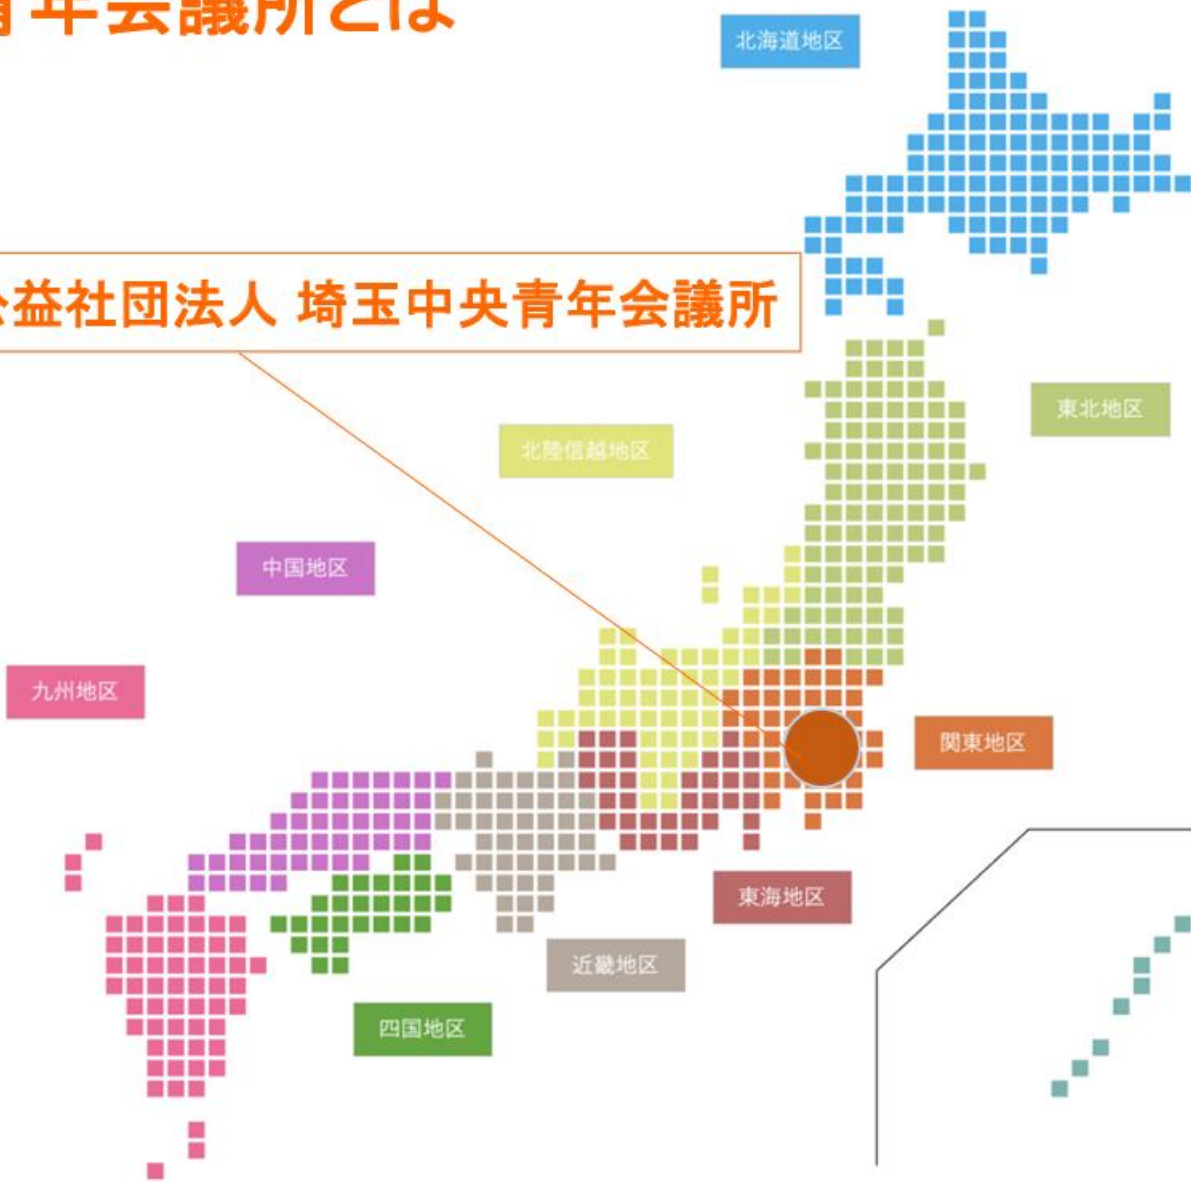 青年会議所とは
北海道地区
公益社団法人 埼玉中央青年会議所
東北地区
北陸信越地区
中国地区
九州地区
関東地区
東海地区
近畿地区
四国地区